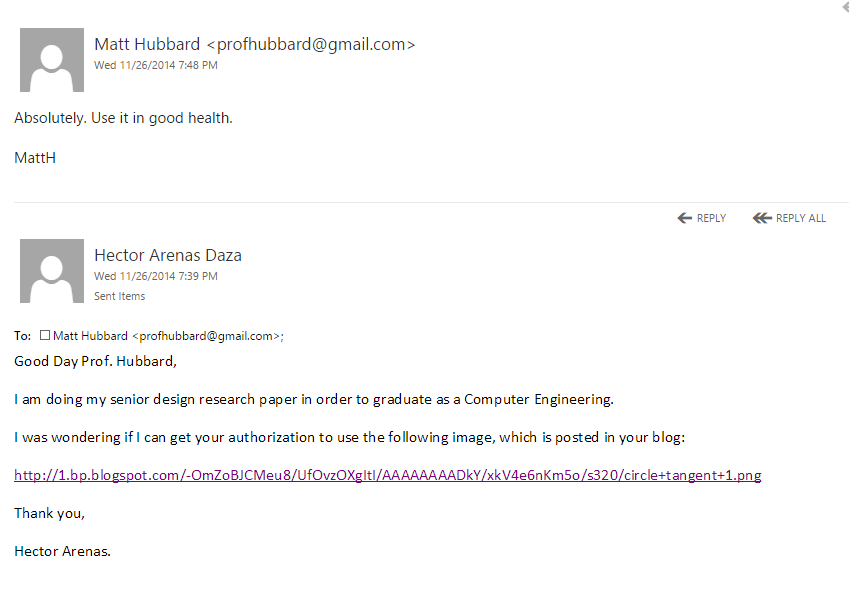 Matt Hubbard <profhubbard@gmail.com>
Wed 11/26/2014 7:48 PM
Absolutely. Use it in good health.
MattH
REPLY REPLY ALL
Hector Arenas Daza
Wed 11/26/2014 7:39 PM
Sent Items
To: Matt Hubbard <profhubbard@gmail.com>;
Good Day Prof. Hubbard,
I am doing my senior design research paper in order to graduate as a Computer Engineering.
I was wondering if I can get your authorization to use the following image, which is posted in your blog:
http://1.bp.blogspot.com/-OmZoBJCMeu8/UfOvzOXgItI/AAAAAAAADkY/xkV4e6nKm5o/s320/circle+tangent+1.png
Thank you,
Hector Arenas.